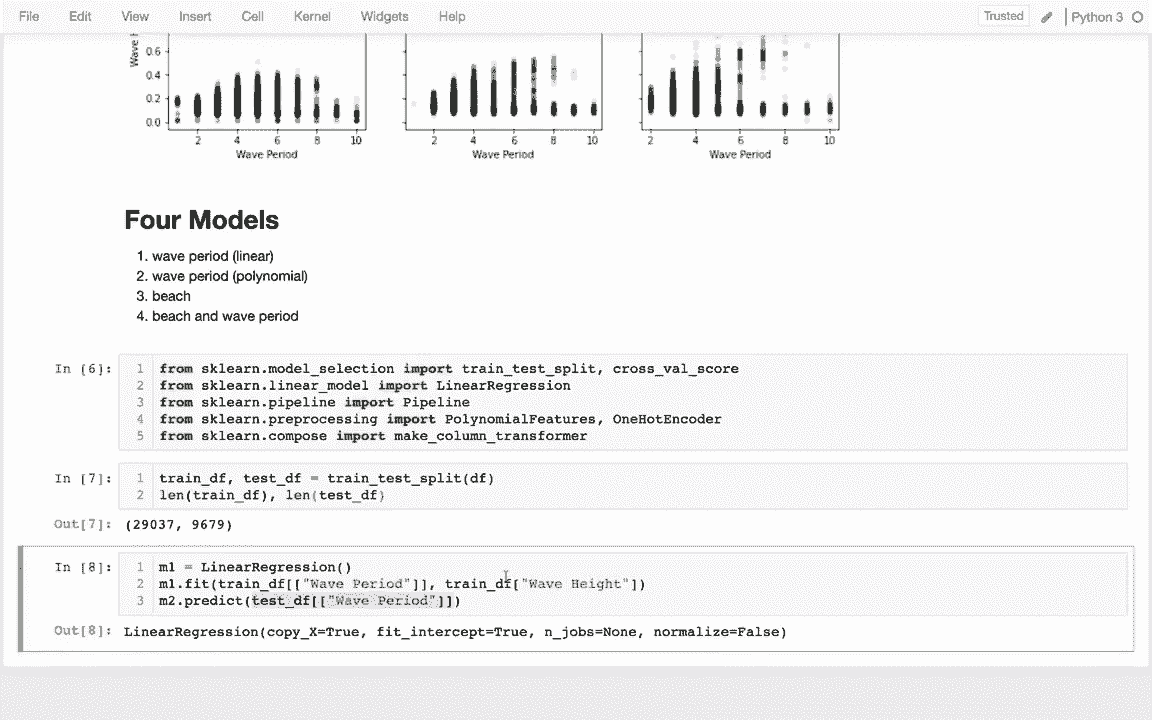 File Edit View Insert Cell Kernel Widgets Help Trusted Python 3
0.6
0.4
0.2
0.0
2 4 6 8 10 2 4 6 8 10 2 4 6 8 10
Wave Period Wave Period Wave Period
Four Models
1. wave period (linear)
2. wave period (polynomial)
3. beach
4. beach and wave period
In [6]: 1 from sklearn.model_selection import train_test_split, cross_val_score
2 from sklearn.linear_model import LinearRegression
3 from sklearn.pipeline import Pipeline
4 from sklearn.preprocessing import PolynomialFeatures, OneHotEncoder
5 from sklearn.compose import make_column_transformer
In [7]: 1 train_df, test_df = train_test_split(df)
2 len(train_df), len(test_df)
Out[7]: (29037, 9679)
In [8]: 1 m1 = LinearRegression()
2 m1.fit(train_df[["Wave Period"]], train_df["Wave Height"])
3 m2.predict(test_df[["Wave Period"]])
Out[8]: LinearRegression(copy_X=True, fit_intercept=True, n_jobs=None, normalize=False)